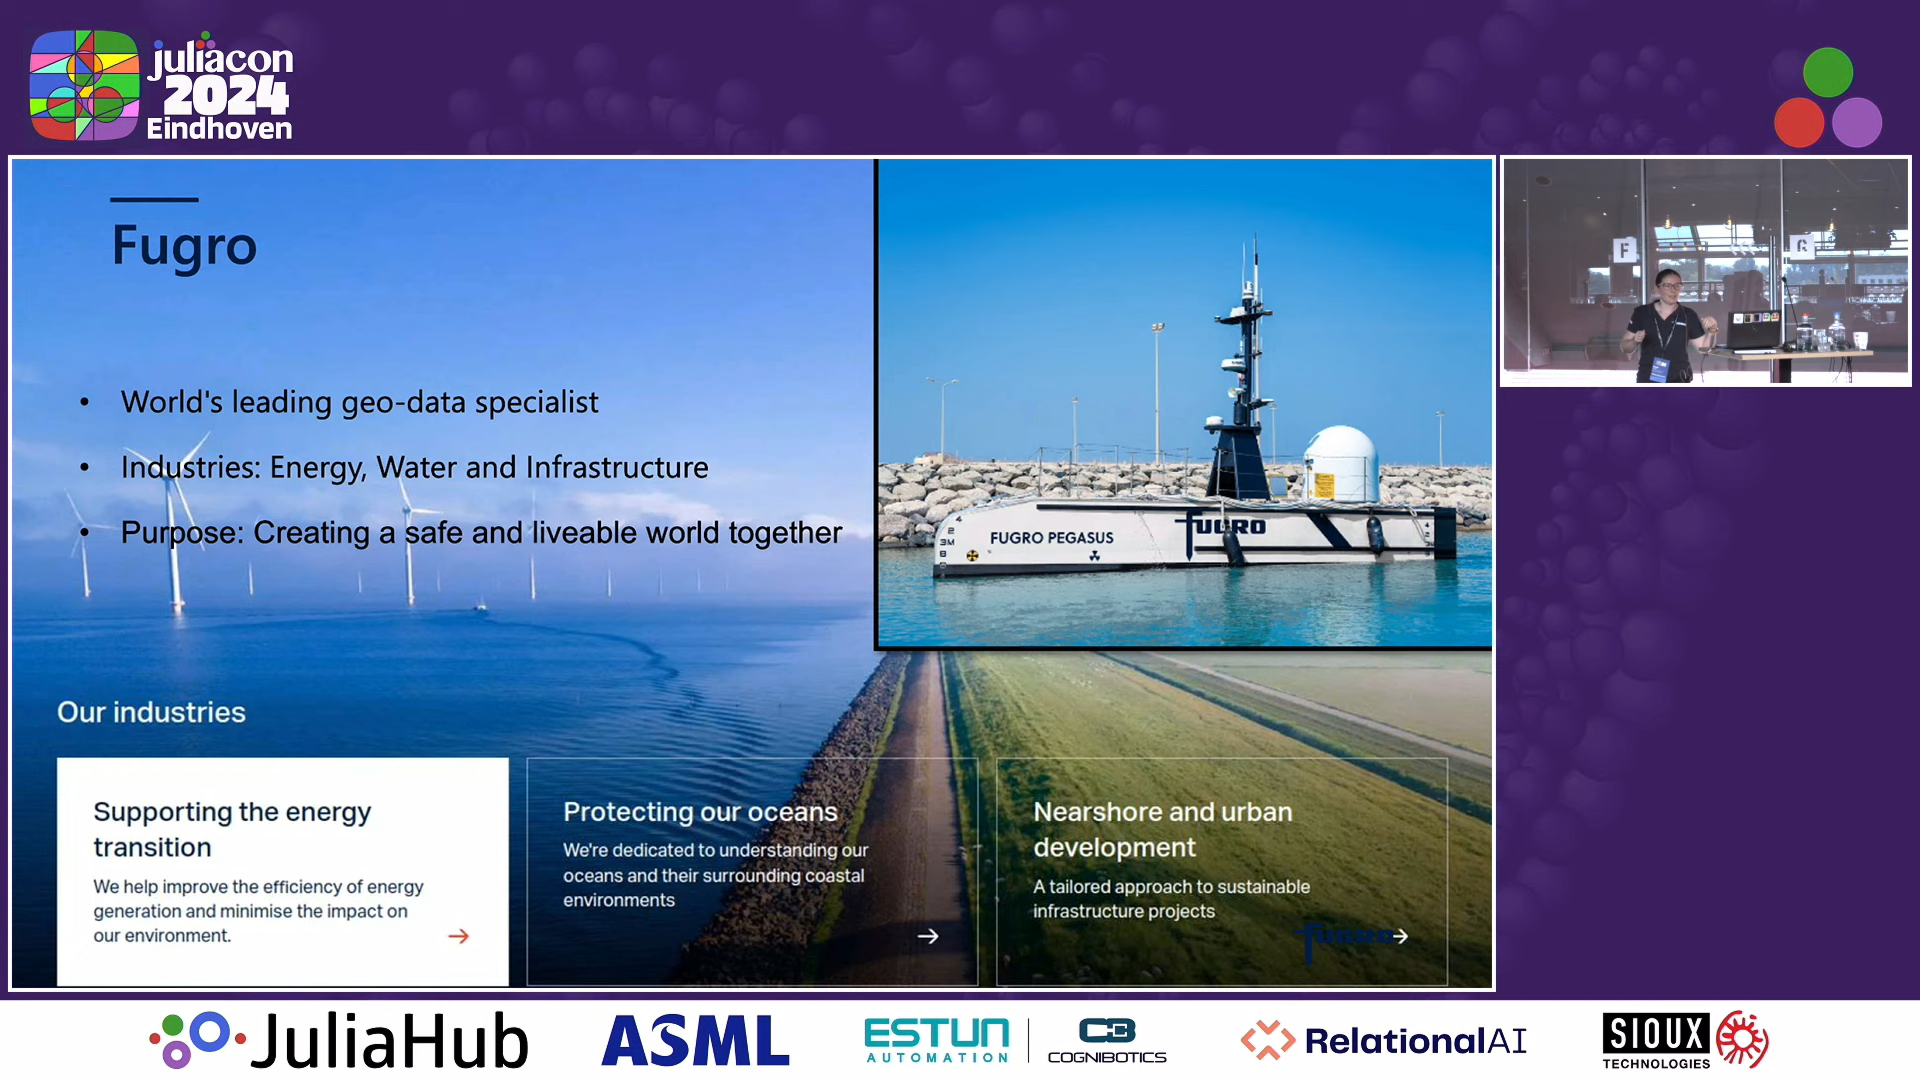 juliacon
2024
Eindhoven
Fugro
• World's leading geo-data specialist
• Industries: Energy, Water and Infrastructure
• Purpose: Creating a safe and liveable world together
FUGRO PEGASUS
FUGRO
F
Our industries
Supporting the energy
transition
We help improve the efficiency of energy
generation and minimise the impact on
our environment.
Protecting our oceans
We're dedicated to understanding our
oceans and their surrounding coastal
environments
Nearshore and urban
development
A tailored approach to sustainable
infrastructure projects
fugro
JuliaHub
ASML
ESTUN
AUTOMATION
COGNIBOTICS
RelationalAI
SIOUX
TECHNOLOGIES